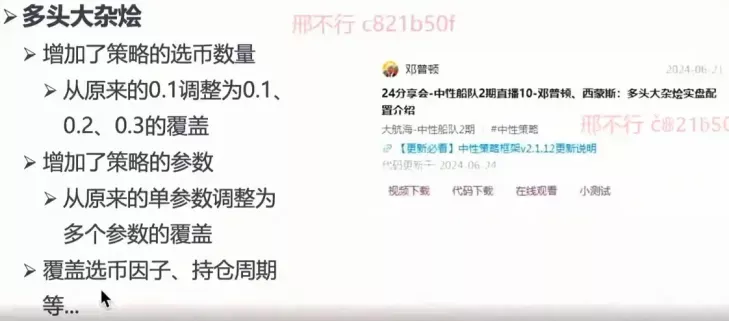 多头大杂烩
增加了策略的选币数量
从原来的0.1调整为0.1、
0.2、0.3的覆盖
增加了策略的参数
从原来的单参数调整为
多个参数的覆盖
覆盖选币因子、持仓周期
等...
邢不行 c821b50f
邓普顿
2024-06-21
24分享会-中性船队2期直播10-邓普顿、西蒙斯：多头大杂烩实盘配
置介绍
大航海-中性船队2期 #中性策略
邢不行 c821b50
【更新必看】中性策略框架v2.1.12更新说明
代码更新于 2024-06-24
视频下载 代码下载 在线观看 小测试